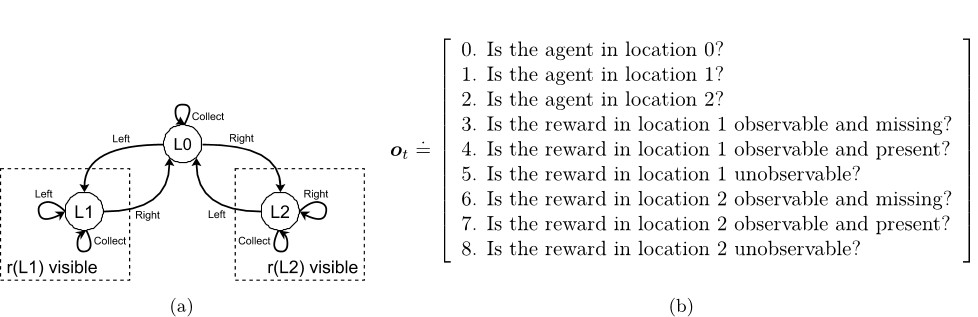 Collect
L0
Left
Right
Left
L1
Right
Collect
r(L1) visible
Left
L2
Right
Collect
r(L2) visible
(a)
oₜ ≐
0. Is the agent in location 0?
1. Is the agent in location 1?
2. Is the agent in location 2?
3. Is the reward in location 1 observable and missing?
4. Is the reward in location 1 observable and present?
5. Is the reward in location 1 unobservable?
6. Is the reward in location 2 observable and missing?
7. Is the reward in location 2 observable and present?
8. Is the reward in location 2 unobservable?
(b)